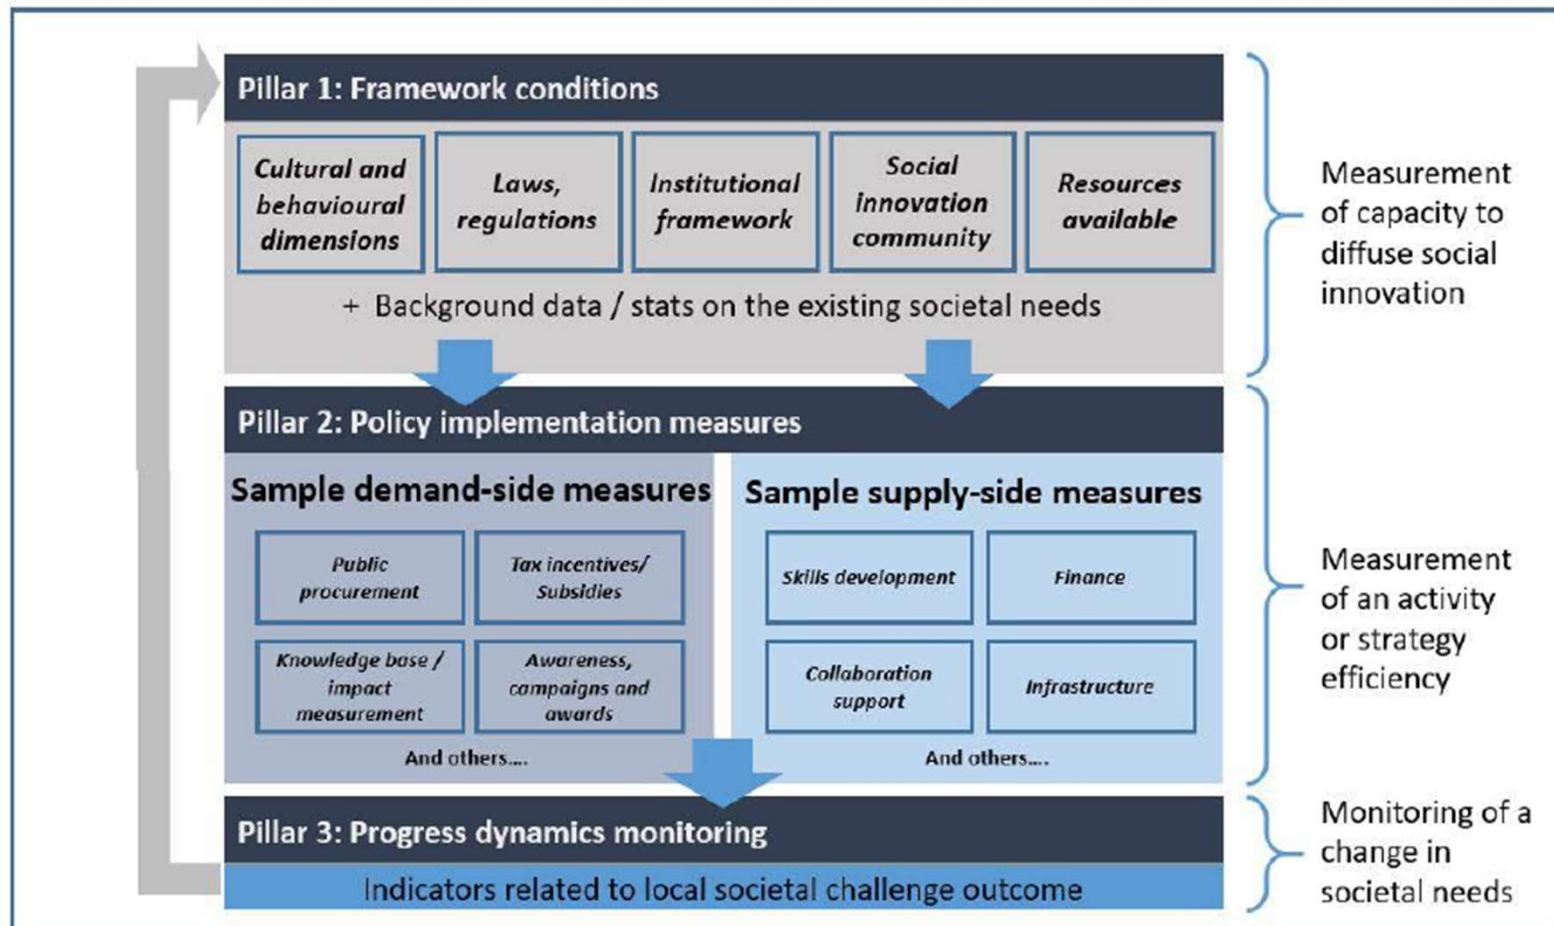 Pillar 1: Framework conditions
Cultural and
behavioural
dimensions
Laws,
regulations
Institutional
framework
Social
innovation
community
Resources
available
+ Background data / stats on the existing societal needs
Measurement
of capacity to
diffuse social
innovation
Pillar 2: Policy implementation measures
Sample demand-side measures
Public
procurement
Tax incentives/
Subsidies
Knowledge base /
impact
measurement
Awareness,
campaigns and
awards
And others....
Sample supply-side measures
Skills development
Finance
Collaboration
support
Infrastructure
And others....
Measurement
of an activity
or strategy
efficiency
Pillar 3: Progress dynamics monitoring
Indicators related to local societal challenge outcome
Monitoring of a
change in
societal needs